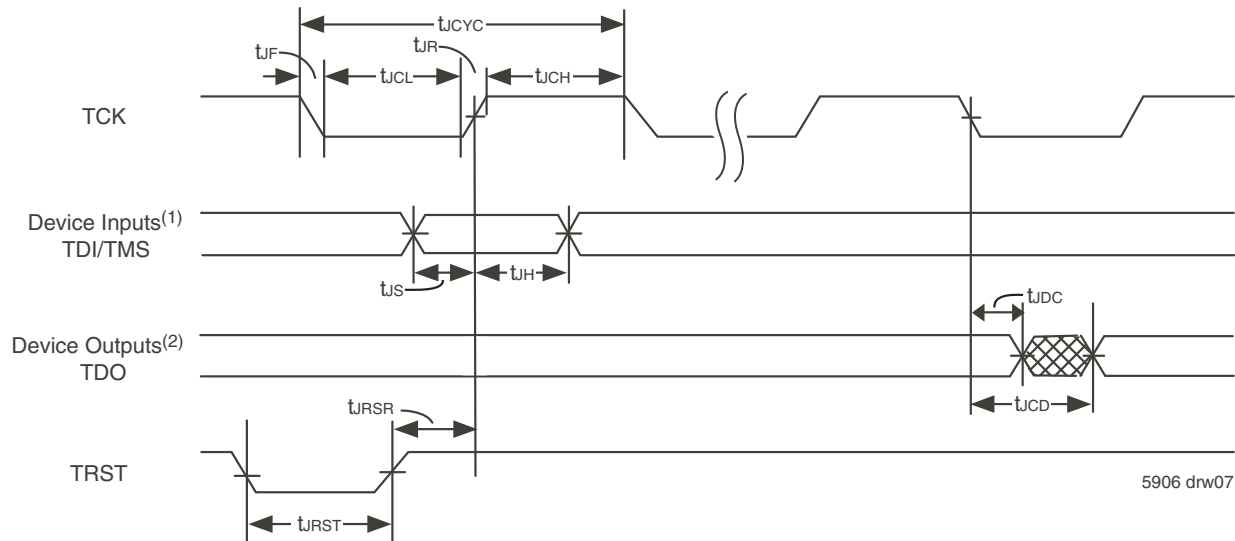 tJCYC
tJF
tJR
tJCL
tJCH
TCK
Device Inputs(1)
TDI/TMS
tJS
tJH
tJDC
Device Outputs(2)
TDO
tJRSR
tJCD
TRST
5906 drw07
tJRST